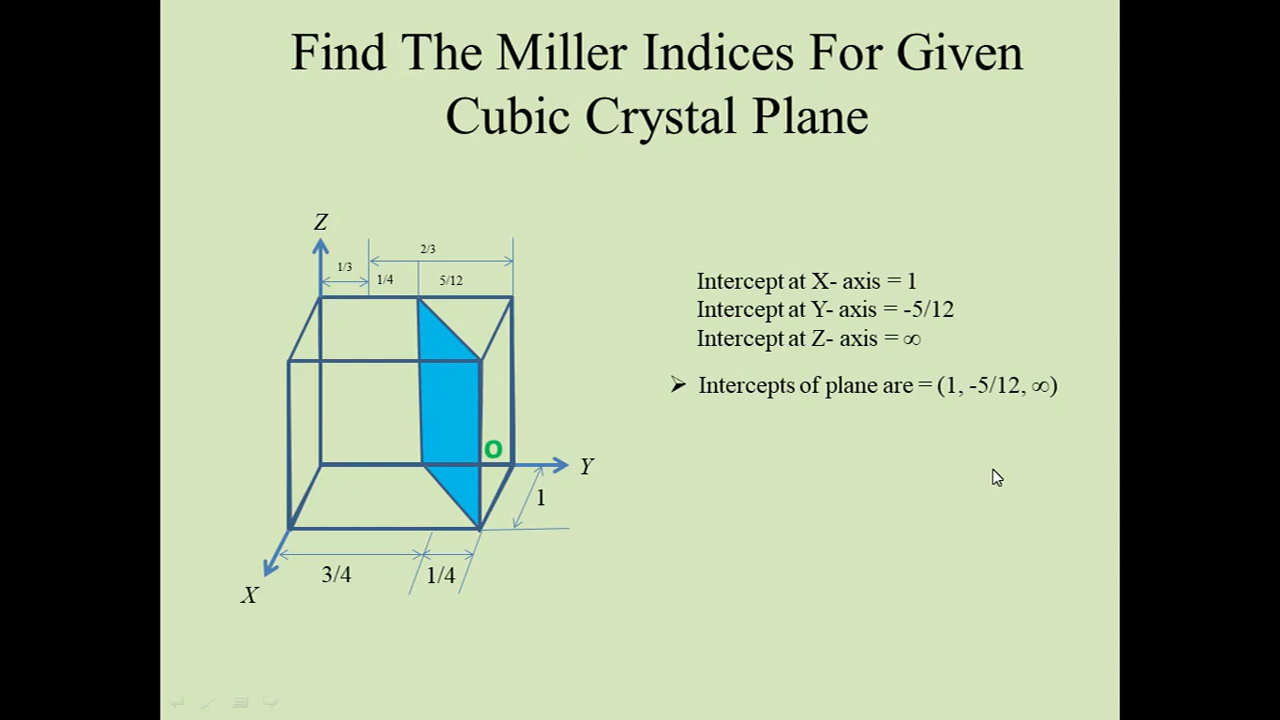 Find The Miller Indices For Given
Cubic Crystal Plane
Z
2/3
1/3
1/4
5/12
Intercept at X- axis = 1
Intercept at Y- axis = -5/12
Intercept at Z- axis = ∞
➢ Intercepts of plane are = (1, -5/12, ∞)
O
Y
1
3/4
1/4
X